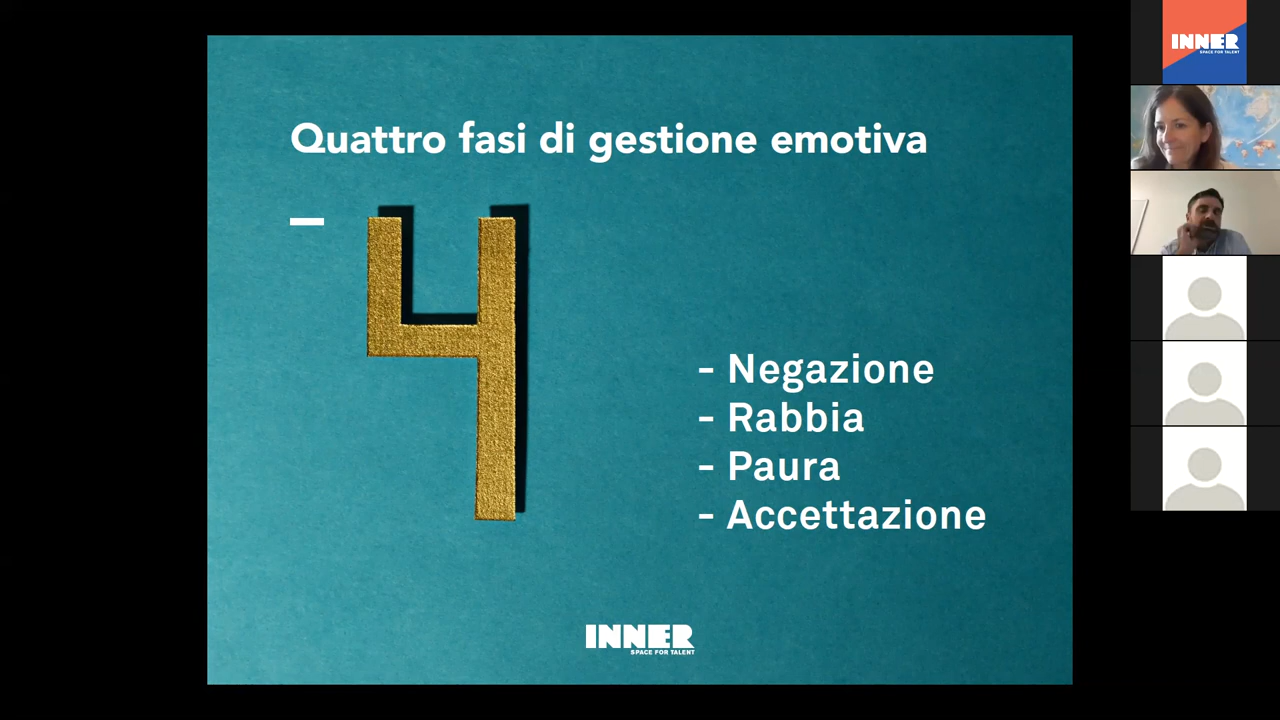 Quattro fasi di gestione emotiva
4
- Negazione
- Rabbia
- Paura
- Accettazione
INNER
SPACE FOR TALENT
INNER
SPACE FOR TALENT